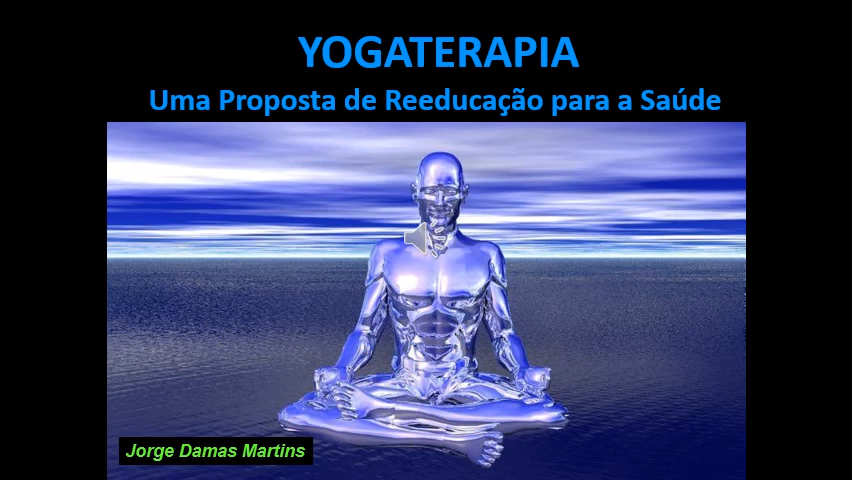 YOGATERAPIA
Uma Proposta de Reeducação para a Saúde
Jorge Damas Martins